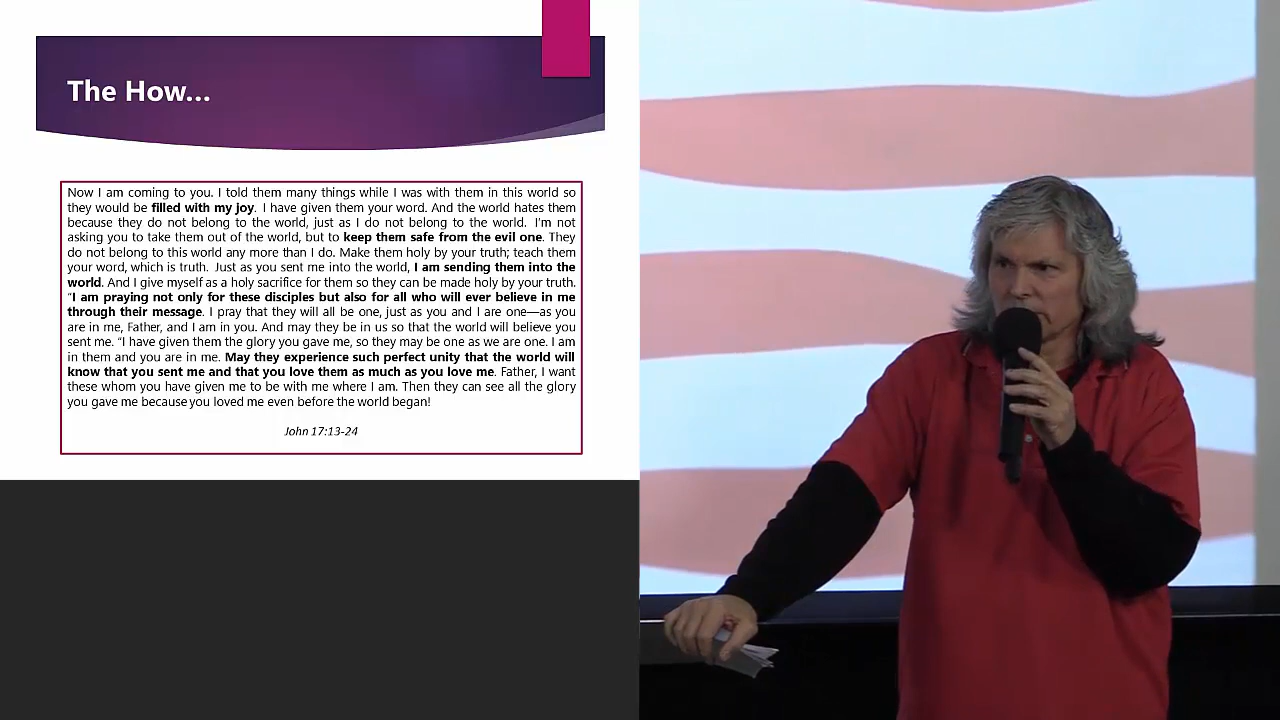 The How...
Now I am coming to you. I told them many things while I was with them in this world so
they would be filled with my joy. I have given them your word. And the world hates them
because they do not belong to the world, just as I do not belong to the world. I'm not
asking you to take them out of the world, but to keep them safe from the evil one. They
do not belong to this world any more than I do. Make them holy by your truth; teach them
your word, which is truth. Just as you sent me into the world, I am sending them into the
world. And I give myself as a holy sacrifice for them so they can be made holy by your truth.
"I am praying not only for these disciples but also for all who will ever believe in me
through their message. I pray that they will all be one, just as you and I are one—as you
are in me, Father, and I am in you. And may they be in us so that the world will believe you
sent me. "I have given them the glory you gave me, so they may be one as we are one. I am
in them and you are in me. May they experience such perfect unity that the world will
know that you sent me and that you love them as much as you love me. Father, I want
these whom you have given me to be with me where I am. Then they can see all the glory
you gave me because you loved me even before the world began!
John 17:13-24